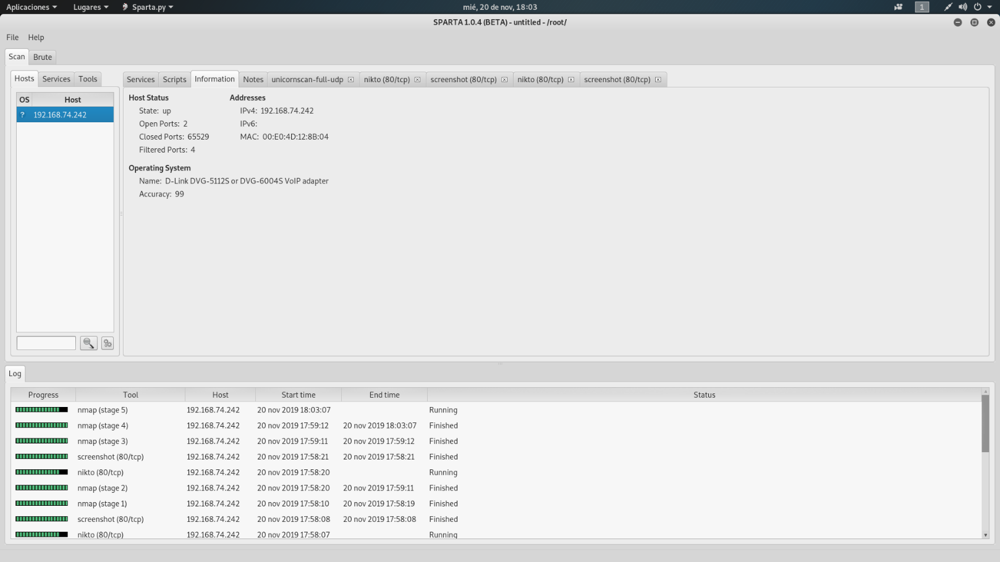 Aplicaciones Lugares Sparta.py mié, 20 de nov, 18:03 1
SPARTA 1.0.4 (BETA) - untitled - /root/
File Help
Scan Brute
Hosts Services Tools
Services Scripts Information Notes unicornscan-full-udp nikto (80/tcp) screenshot (80/tcp) nikto (80/tcp) screenshot (80/tcp)
OS Host
? 192.168.74.242
Host Status Addresses
State: up IPv4: 192.168.74.242
Open Ports: 2 IPv6:
Closed Ports: 65529 MAC: 00:E0:4D:12:8B:04
Filtered Ports: 4
Operating System
Name: D-Link DVG-5112S or DVG-6004S VoIP adapter
Accuracy: 99
Log
Progress Tool Host Start time End time Status
nmap (stage 5) 192.168.74.242 20 nov 2019 18:03:07 Running
nmap (stage 4) 192.168.74.242 20 nov 2019 17:59:12 20 nov 2019 18:03:07 Finished
nmap (stage 3) 192.168.74.242 20 nov 2019 17:59:11 20 nov 2019 17:59:12 Finished
screenshot (80/tcp) 192.168.74.242 20 nov 2019 17:58:21 20 nov 2019 17:58:21 Finished
nikto (80/tcp) 192.168.74.242 20 nov 2019 17:58:20 Running
nmap (stage 2) 192.168.74.242 20 nov 2019 17:58:20 20 nov 2019 17:59:11 Finished
nmap (stage 1) 192.168.74.242 20 nov 2019 17:58:10 20 nov 2019 17:58:19 Finished
screenshot (80/tcp) 192.168.74.242 20 nov 2019 17:58:08 20 nov 2019 17:58:08 Finished
nikto (80/tcp) 192.168.74.242 20 nov 2019 17:58:07 Running